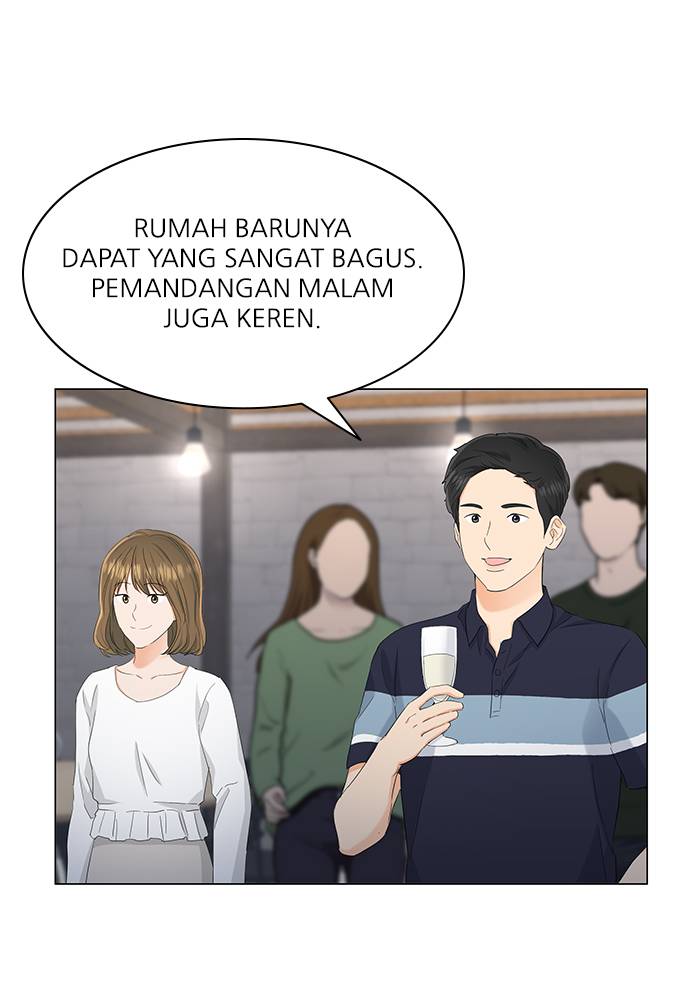 RUMAH BARUNYA
DAPAT YANG SANGAT BAGUS.
PEMANDANGAN MALAM
JUGA KEREN.